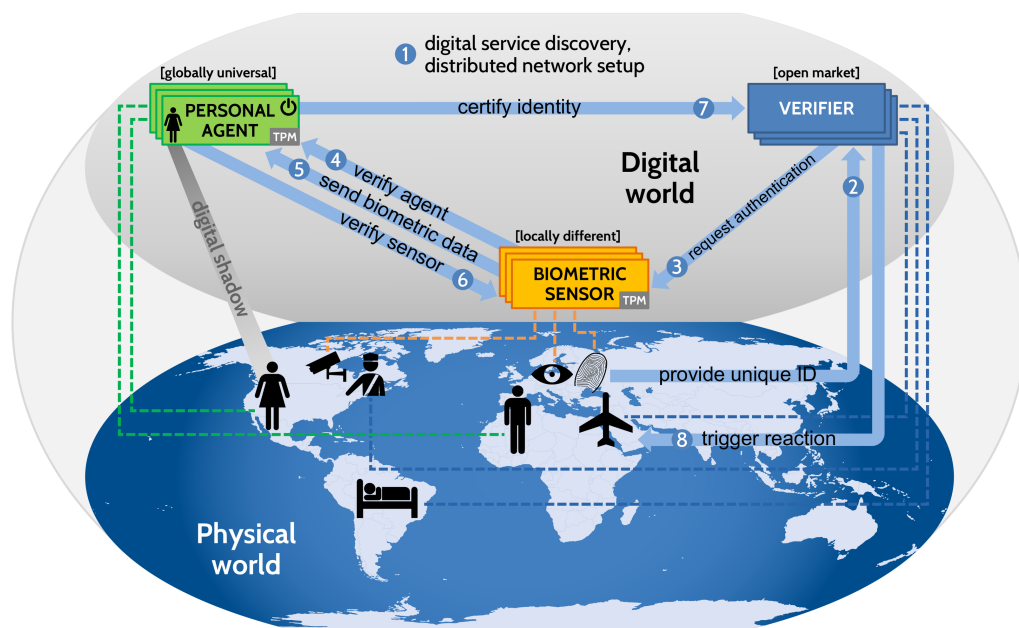 1 digital service discovery,
distributed network setup
[globally universal]
PERSONAL
AGENT
TPM
certify identity 7
[open market]
VERIFIER
4 verify agent
5 send biometric data
verify sensor 6
Digital
world
request authentication
3
2
digital shadow
[locally different]
BIOMETRIC
SENSOR
TPM
provide unique ID
8 trigger reaction
Physical
world